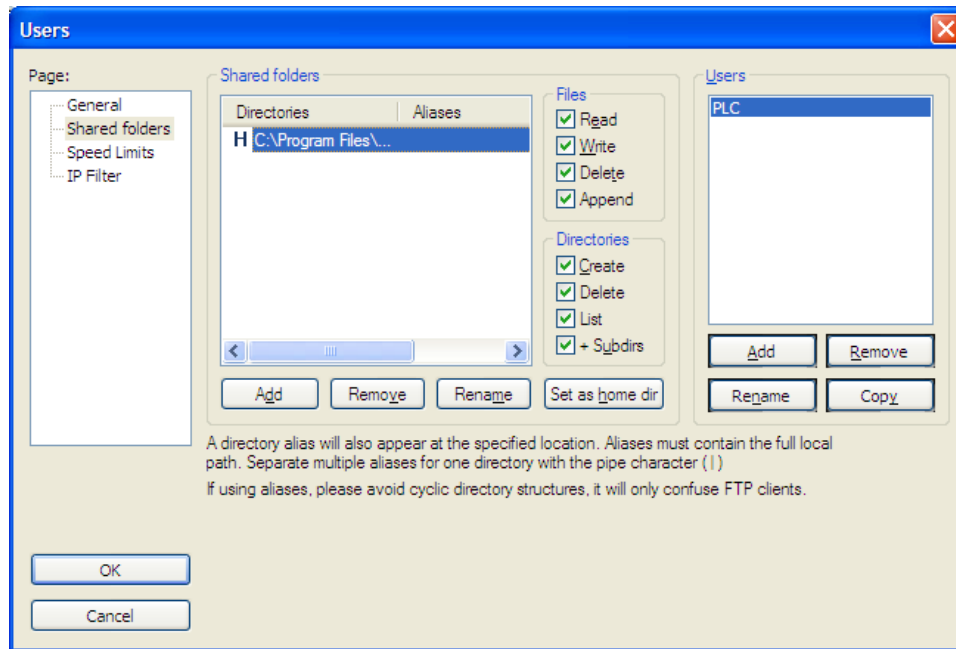 Users
Page:
General
Shared folders
Speed Limits
IP Filter
Shared folders
Directories Aliases
H C:\Program Files\...
Files
Read
Write
Delete
Append
Directories
Create
Delete
List
+ Subdirs
Add Remove Rename Set as home dir
Users
PLC
Add Remove
Rename Copy
A directory alias will also appear at the specified location. Aliases must contain the full local
path. Separate multiple aliases for one directory with the pipe character ( | )
If using aliases, please avoid cyclic directory structures, it will only confuse FTP clients.
OK
Cancel